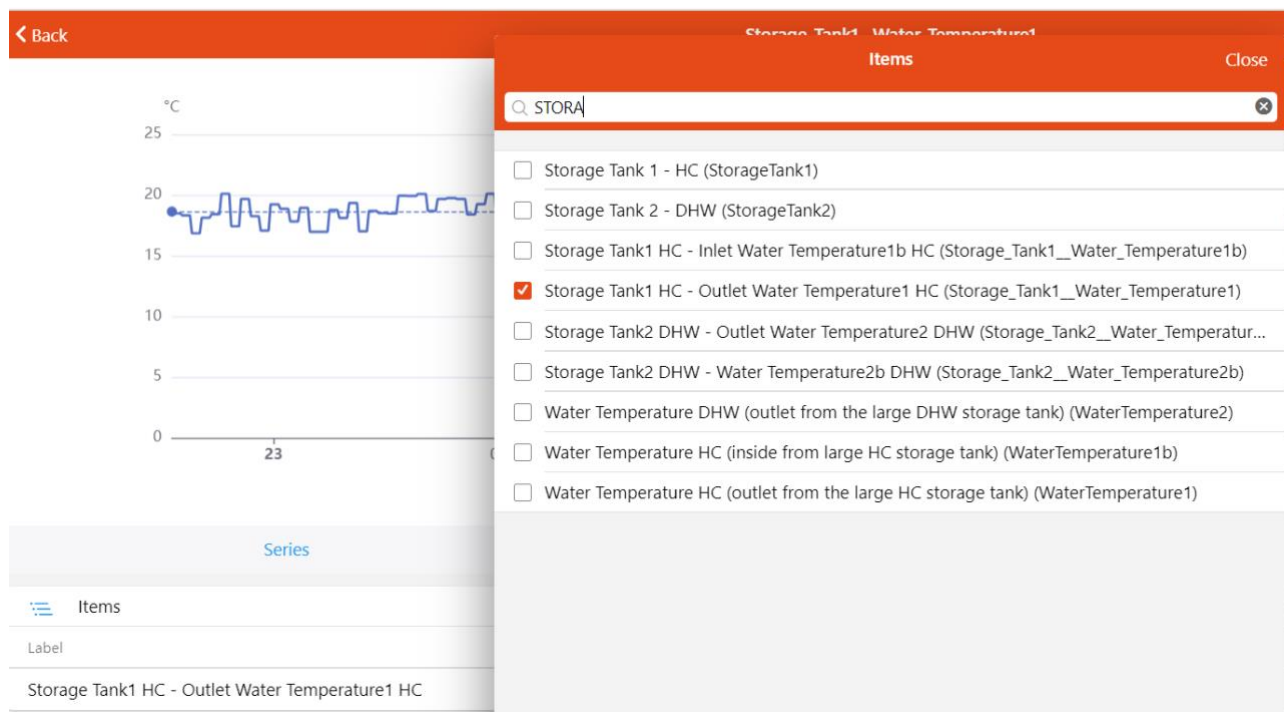 Back
Storage_Tank1__Water_Temperature1
Items
Close
STORA
°C
25
20
15
10
5
0
23
Storage Tank 1 - HC (StorageTank1)
Storage Tank 2 - DHW (StorageTank2)
Storage Tank1 HC - Inlet Water Temperature1b HC (Storage_Tank1__Water_Temperature1b)
Storage Tank1 HC - Outlet Water Temperature1 HC (Storage_Tank1__Water_Temperature1)
Storage Tank2 DHW - Outlet Water Temperature2 DHW (Storage_Tank2__Water_Temperatur...
Storage Tank2 DHW - Water Temperature2b DHW (Storage_Tank2__Water_Temperature2b)
Water Temperature DHW (outlet from the large DHW storage tank) (WaterTemperature2)
Water Temperature HC (inside from large HC storage tank) (WaterTemperature1b)
Water Temperature HC (outlet from the large HC storage tank) (WaterTemperature1)
Series
Items
Label
Storage Tank1 HC - Outlet Water Temperature1 HC